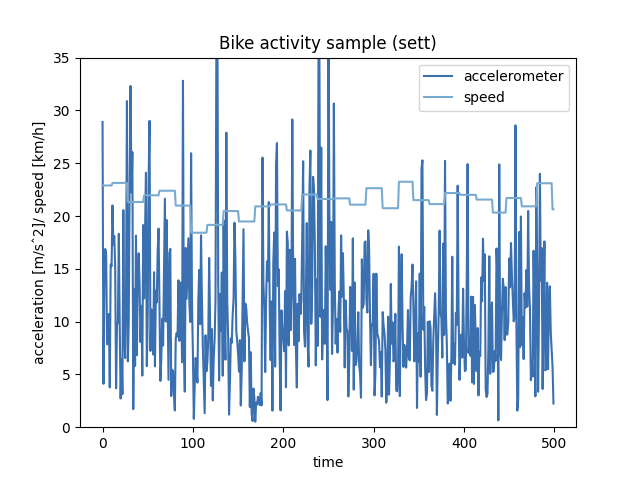 Bike activity sample (sett)
accelerometer
speed
acceleration [m/s^2]/ speed [km/h]
35
30
25
20
15
10
5
0
0 100 200 300 400 500
time